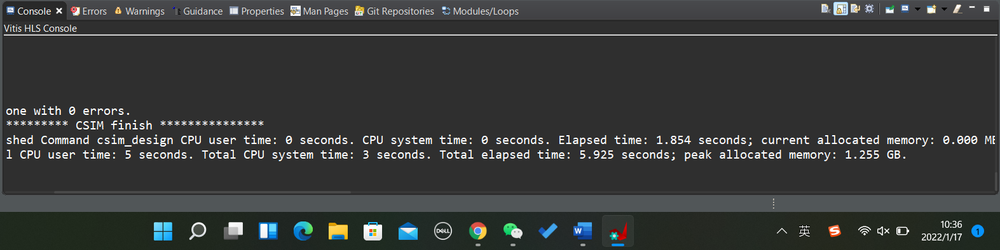 Console Errors Warnings Guidance Properties Man Pages Git Repositories Modules/Loops
Vitis HLS Console
one with 0 errors.
********* CSIM finish ***************
shed Command csim_design CPU user time: 0 seconds. CPU system time: 0 seconds. Elapsed time: 1.854 seconds; current allocated memory: 0.000 MB
l CPU user time: 5 seconds. Total CPU system time: 3 seconds. Total elapsed time: 5.925 seconds; peak allocated memory: 1.255 GB.
DELL
W
英
S
10:36
2022/1/17
1